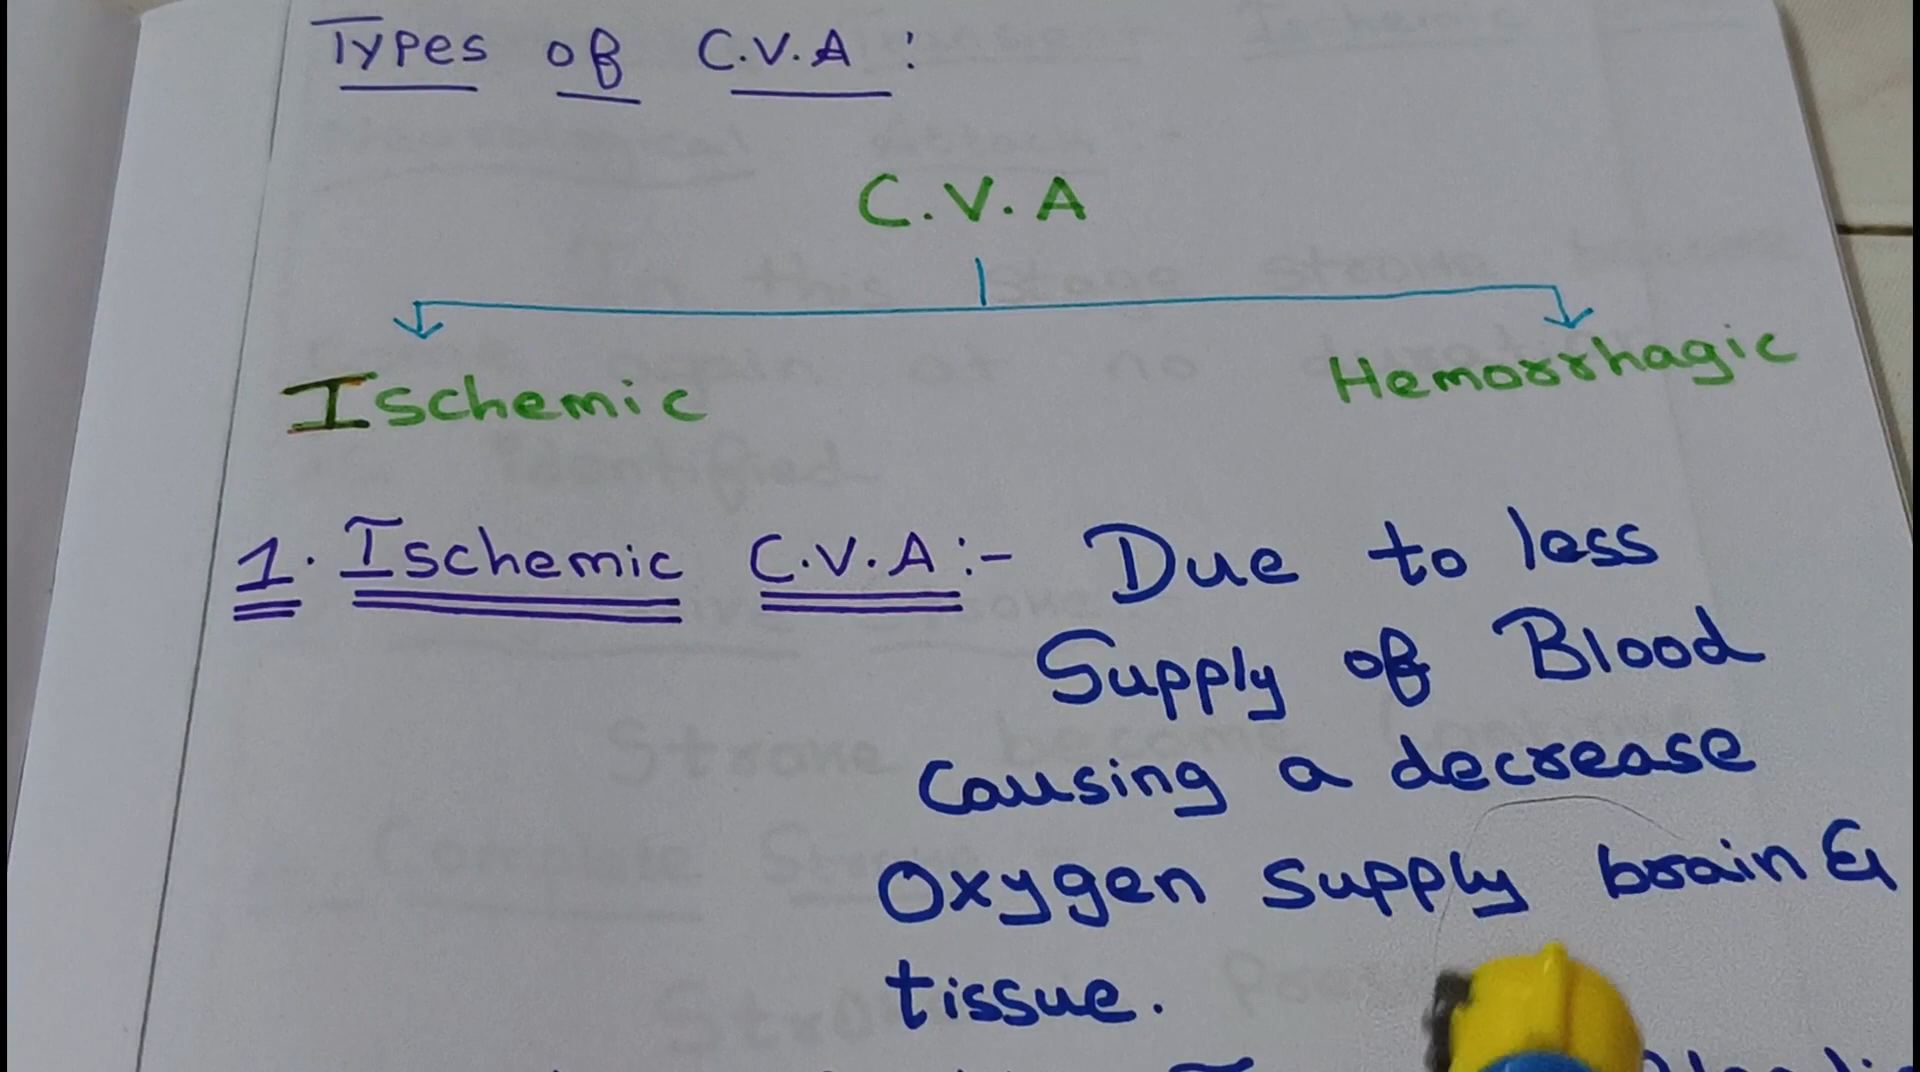 Types of C.V.A :
C.V.A
Ischemic Hemorrhagic
1. Ischemic C.V.A :- Due to less
Supply of Blood
causing a decrease
Oxygen supply brain &
tissue.